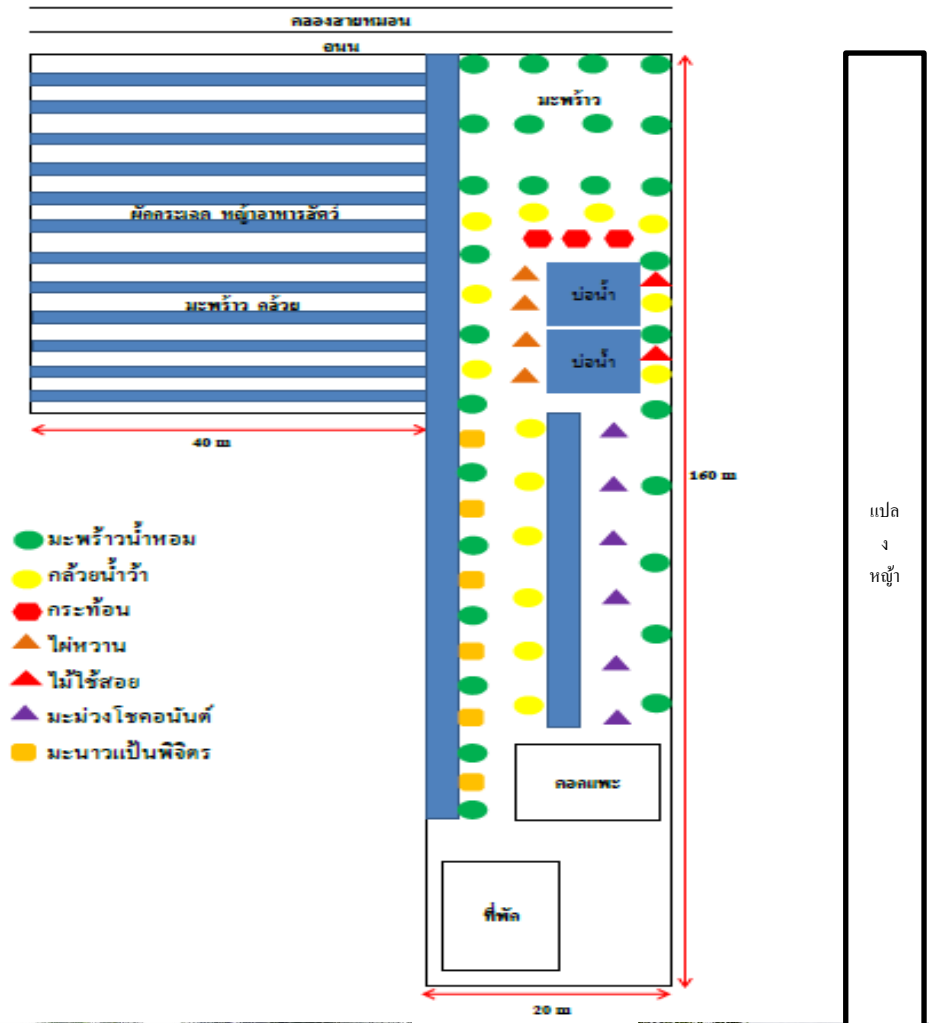 คลองสายหมอน
ถนน
มะพร้าว
ผักกระเฉด หญ้าอาหารสัตว์
มะพร้าว กล้วย
บ่อน้ำ
บ่อน้ำ
40 m
160 m
มะพร้าวน้ำหอม
กล้วยน้ำว้า
กระท้อน
ไผ่หวาน
ไม้ใช้สอย
มะม่วงโชคอนันต์
มะนาวแป้นพิจิตร
คอกแพะ
ที่พัก
20 m
แปล
ง
หญ้า